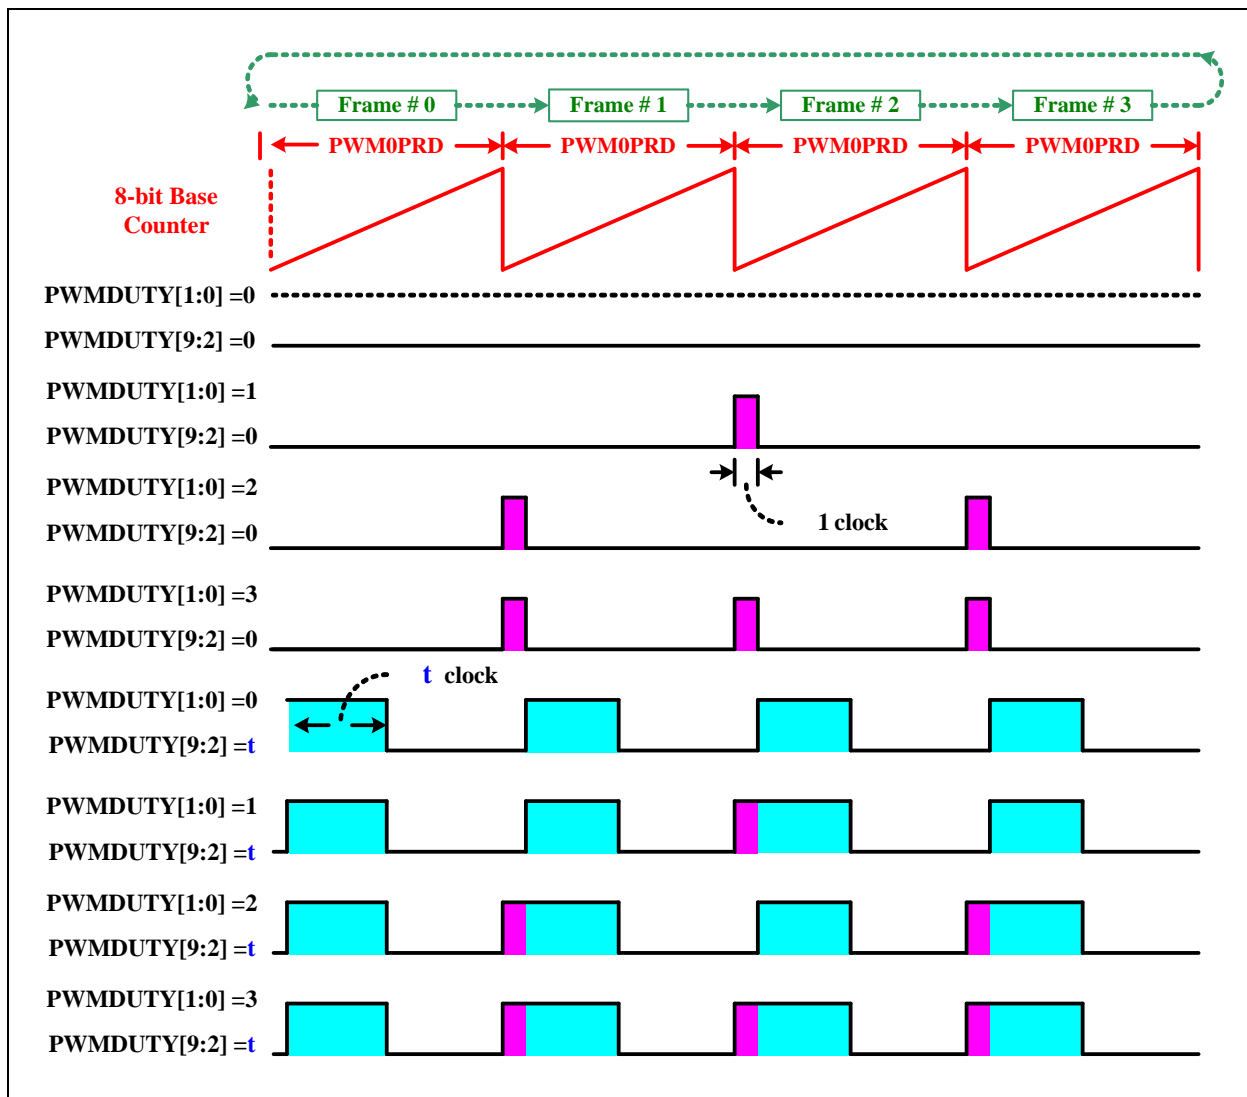 Frame # 0 Frame # 1 Frame # 2 Frame # 3
PWM0PRD PWM0PRD PWM0PRD PWM0PRD
8-bit Base
Counter
PWMDUTY[1:0] =0
PWMDUTY[9:2] =0
PWMDUTY[1:0] =1
PWMDUTY[9:2] =0
PWMDUTY[1:0] =2
1 clock
PWMDUTY[9:2] =0
PWMDUTY[1:0] =3
PWMDUTY[9:2] =0
t clock
PWMDUTY[1:0] =0
PWMDUTY[9:2] =t
PWMDUTY[1:0] =1
PWMDUTY[9:2] =t
PWMDUTY[1:0] =2
PWMDUTY[9:2] =t
PWMDUTY[1:0] =3
PWMDUTY[9:2] =t